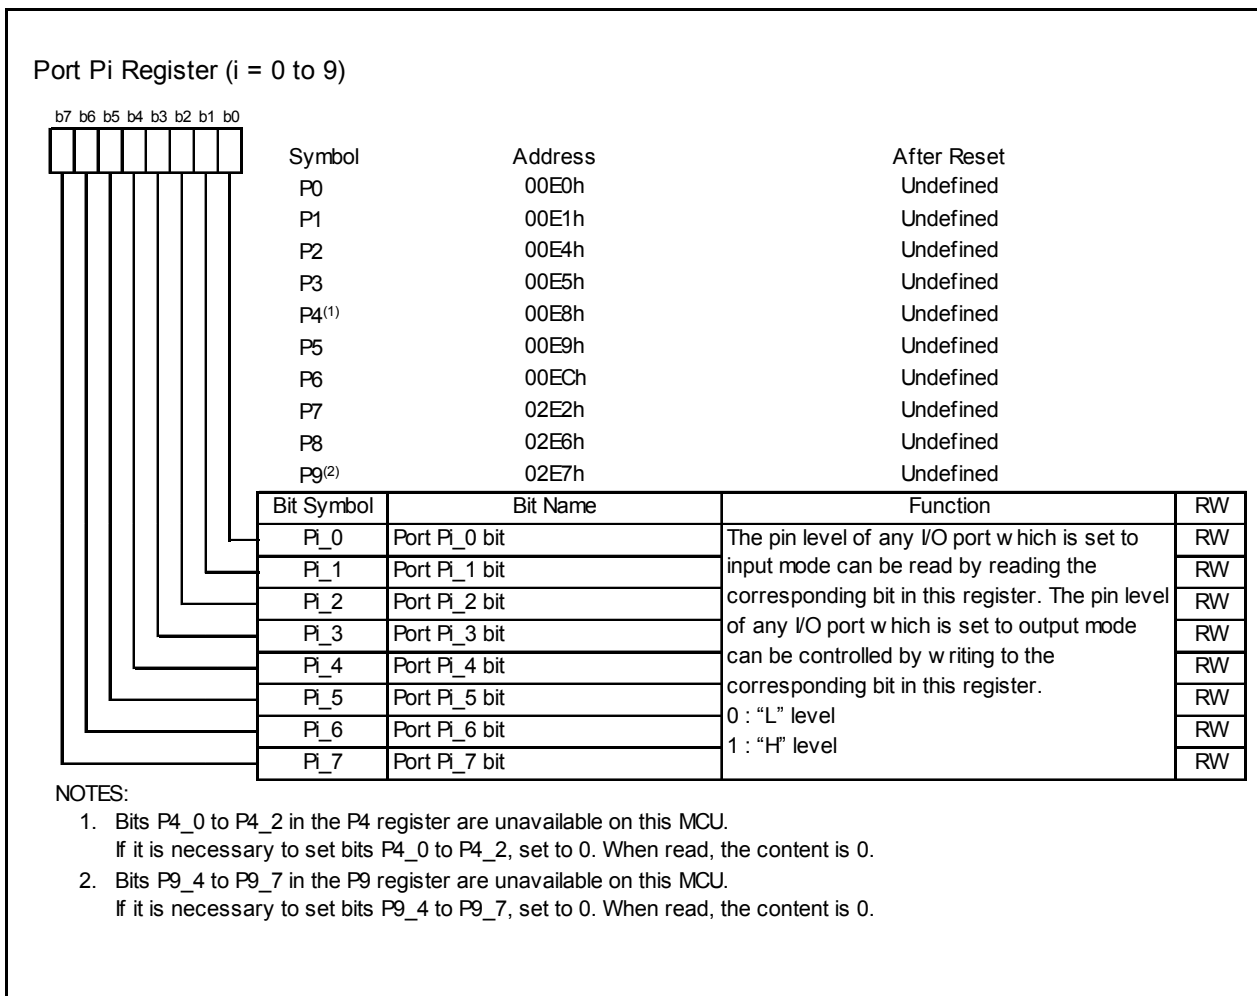 Port Pi Register (i = 0 to 9)
b7 b6 b5 b4 b3 b2 b1 b0
Symbol Address After Reset
P0 00E0h Undefined
P1 00E1h Undefined
P2 00E4h Undefined
P3 00E5h Undefined
P4(1) 00E8h Undefined
P5 00E9h Undefined
P6 00ECh Undefined
P7 02E2h Undefined
P8 02E6h Undefined
P9(2) 02E7h Undefined
Bit Symbol Bit Name Function RW
Pi_0 Port Pi_0 bit The pin level of any I/O port which is set to RW
Pi_1 Port Pi_1 bit input mode can be read by reading the RW
Pi_2 Port Pi_2 bit corresponding bit in this register. The pin level RW
Pi_3 Port Pi_3 bit of any I/O port which is set to output mode RW
Pi_4 Port Pi_4 bit can be controlled by writing to the RW
Pi_5 Port Pi_5 bit corresponding bit in this register. RW
Pi_6 Port Pi_6 bit 0 : “L” level RW
Pi_7 Port Pi_7 bit 1 : “H” level RW
NOTES:
1. Bits P4_0 to P4_2 in the P4 register are unavailable on this MCU.
If it is necessary to set bits P4_0 to P4_2, set to 0. When read, the content is 0.
2. Bits P9_4 to P9_7 in the P9 register are unavailable on this MCU.
If it is necessary to set bits P9_4 to P9_7, set to 0. When read, the content is 0.